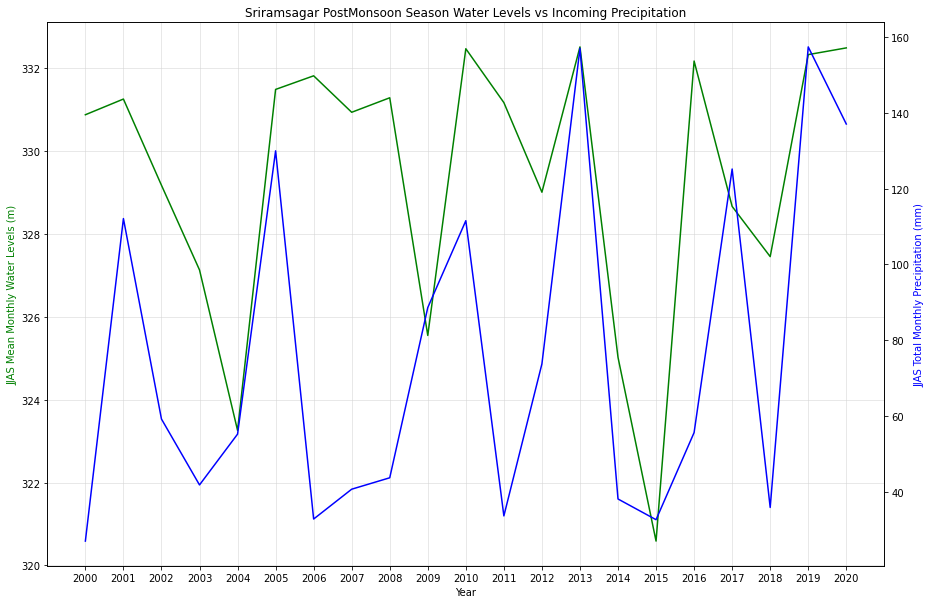 Sriramsagar PostMonsoon Season Water Levels vs Incoming Precipitation
JJAS Mean Monthly Water Levels (m)
332
330
328
326
324
322
320
160
140
120
100
80
60
40
JJAS Total Monthly Precipitation (mm)
2000 2001 2002 2003 2004 2005 2006 2007 2008 2009 2010 2011 2012 2013 2014 2015 2016 2017 2018 2019 2020
Year